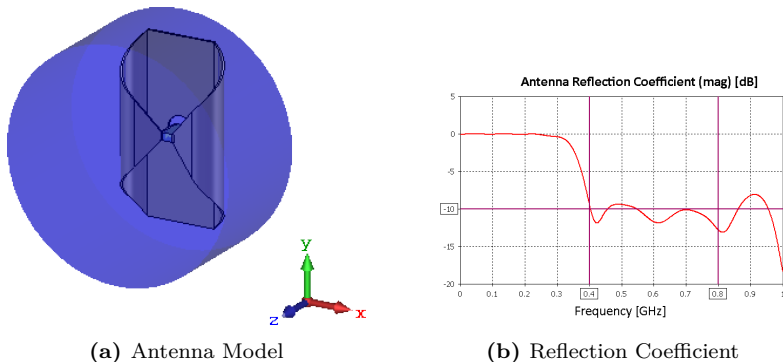 y
x
z
(a) Antenna Model
Antenna Reflection Coefficient (mag) [dB]
5
0
-5
-10
-15
-20
0 0.1 0.2 0.3 0.4 0.5 0.6 0.7 0.8 0.9 1
Frequency [GHz]
(b) Reflection Coefficient